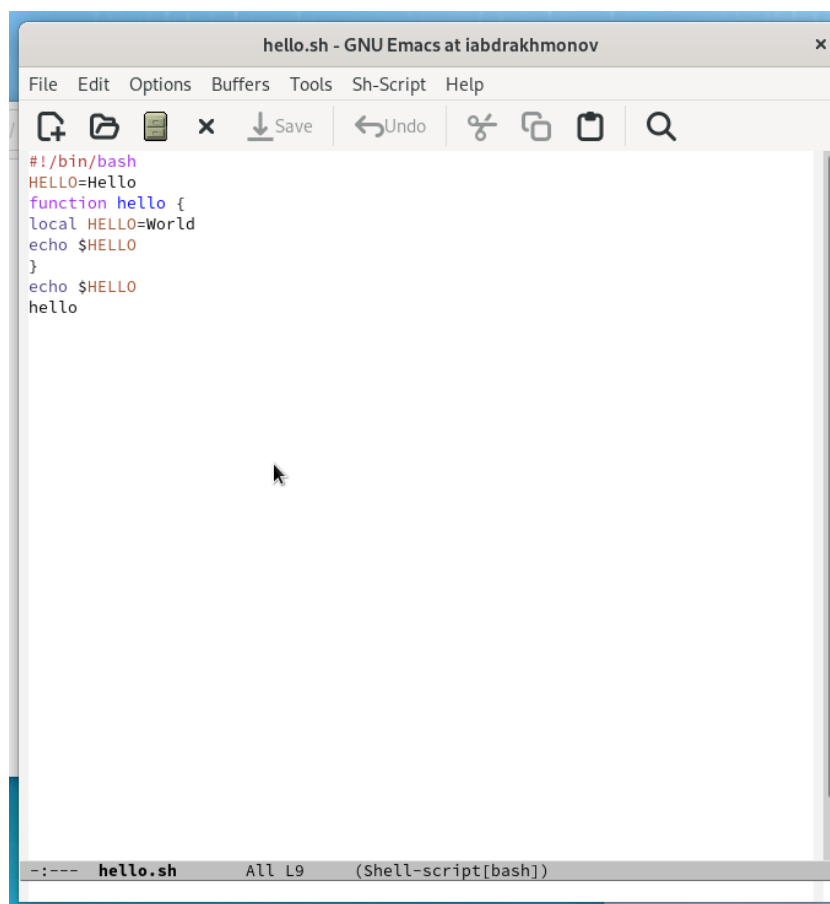 hello.sh - GNU Emacs at iabdrakhmonov ×
File Edit Options Buffers Tools Sh-Script Help
Save Undo
#!/bin/bash
HELLO=Hello
function hello {
local HELLO=World
echo $HELLO
}
echo $HELLO
hello
-:--- hello.sh All L9 (Shell-script[bash])